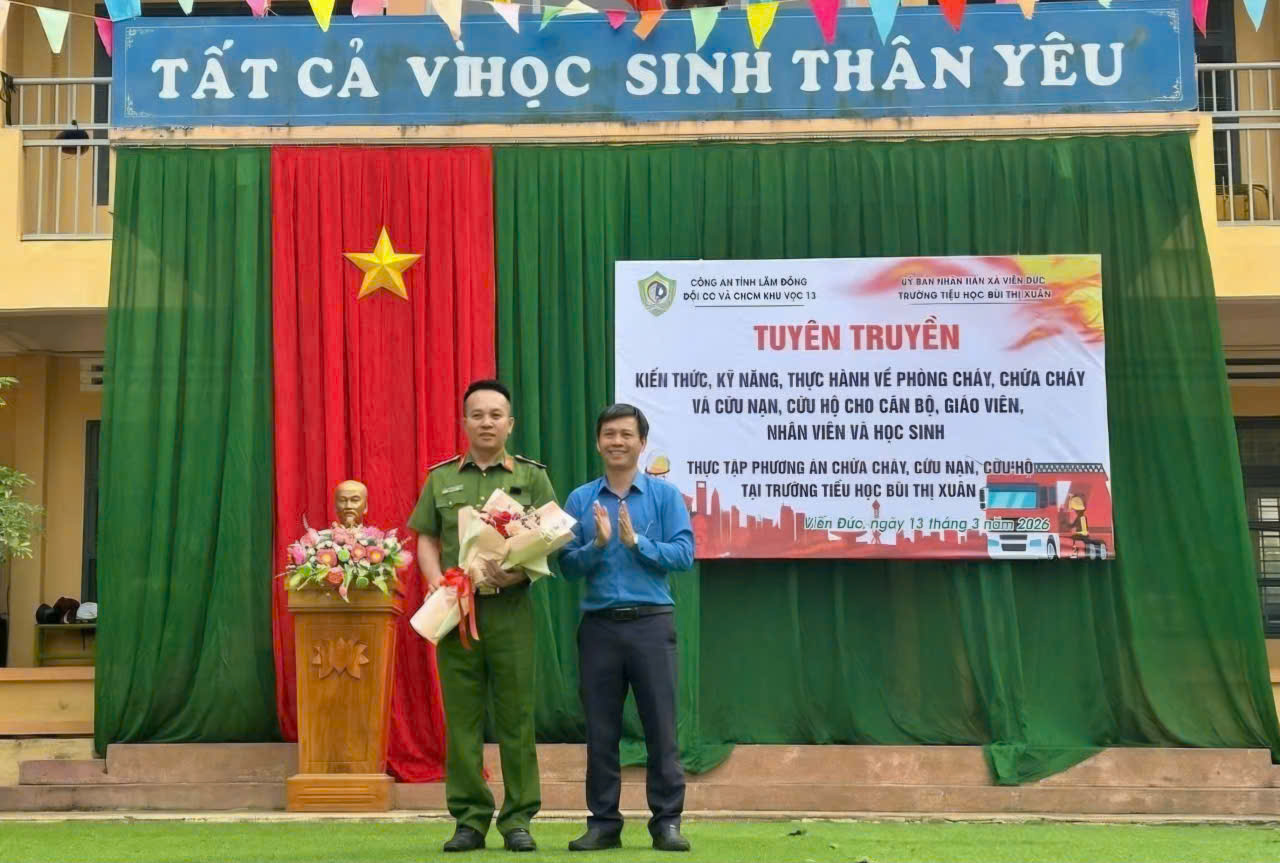 TẤT CẢ VÌ HỌC SINH THÂN YÊU
CÔNG AN TỈNH LÂM ĐỒNG
ĐỘI CC VÀ CNCH KHU VỰC 13
ỦY BAN NHÂN DÂN XÃ VIÊN ĐỨC
TRƯỜNG TIỂU HỌC BÙI THỊ XUÂN
TUYÊN TRUYỀN
KIẾN THỨC, KỸ NĂNG, THỰC HÀNH VỀ PHÒNG CHÁY, CHỮA CHÁY
VÀ CỨU NẠN, CỨU HỘ CHO CÁN BỘ, GIÁO VIÊN,
NHÂN VIÊN VÀ HỌC SINH
THỰC TẬP PHƯƠNG ÁN CHỮA CHÁY, CỨU NẠN, CỨU HỘ
TẠI TRƯỜNG TIỂU HỌC BÙI THỊ XUÂN
Viên Đức, ngày 13 tháng 3 năm 2026